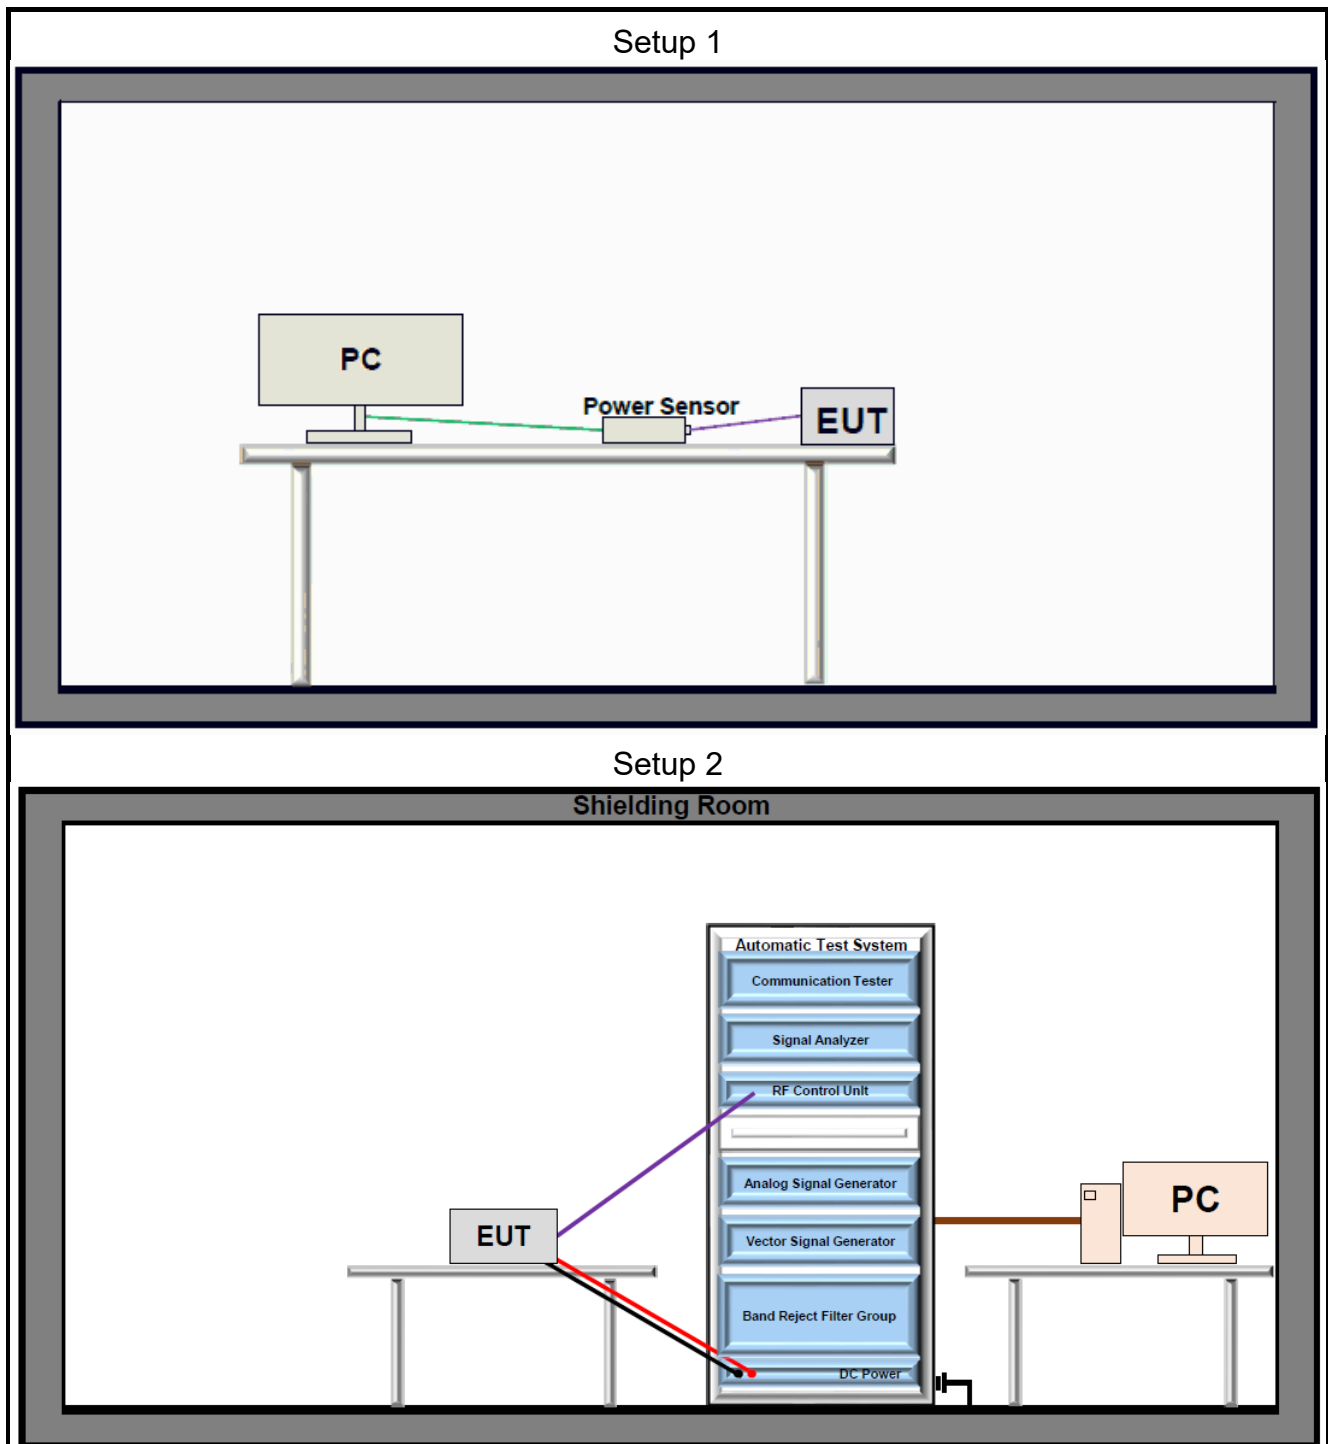 Setup 1
PC
Power Sensor
EUT
Setup 2
Shielding Room
Automatic Test System
Communication Tester
Signal Analyzer
RF Control Unit
Analog Signal Generator
PC
Vector Signal Generator
EUT
Band Reject Filter Group
DC Power